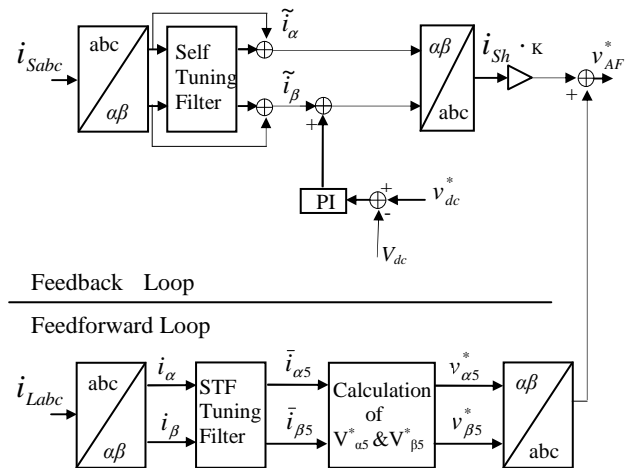 abc
αβ
i_Sabc
Self
Tuning
Filter
ĩ_α
ĩ_β
+
αβ
abc
i_Sh · K
+
v*_AF
PI
+
-
v*_dc
V_dc
Feedback Loop
Feedforward Loop
i_Labc
abc
αβ
i_α
i_β
STF
Tuning
Filter
ī_α5
ī_β5
Calculation
of
V*_α5 & V*_β5
v*_α5
v*_β5
αβ
abc